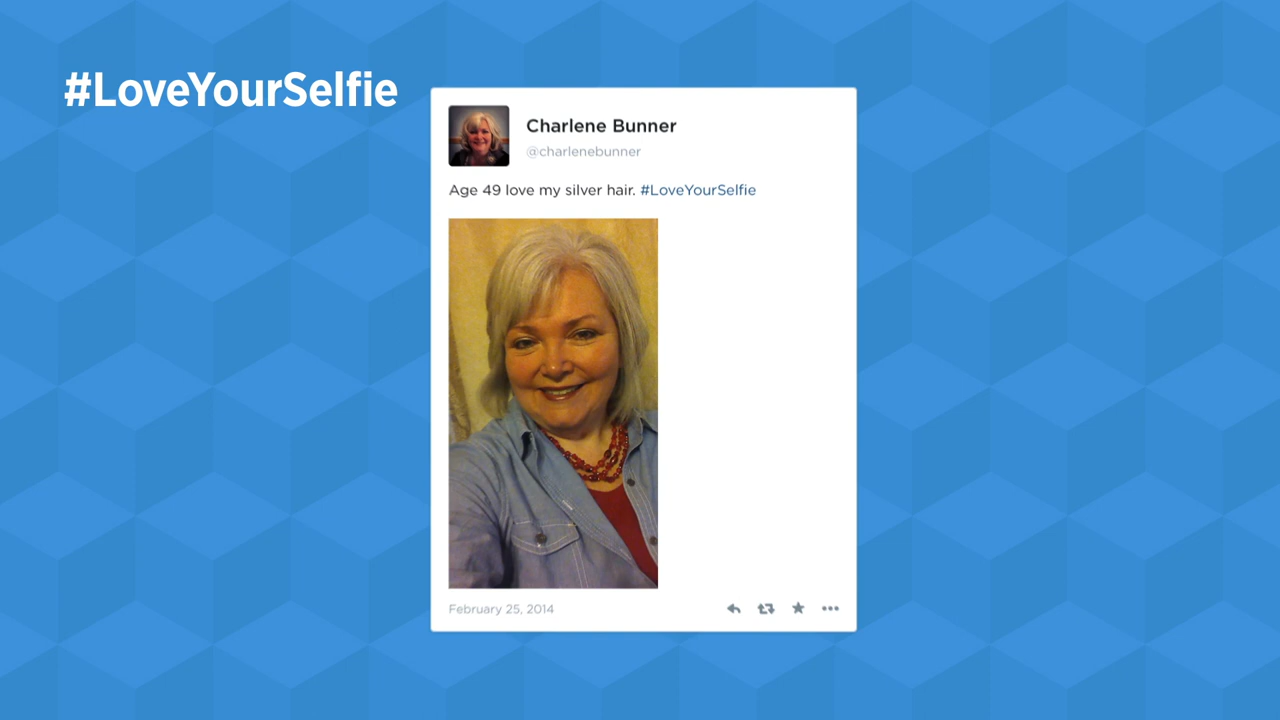 #LoveYourSelfie
Charlene Bunner
@charlenebunner
Age 49 love my silver hair. #LoveYourSelfie
February 25, 2014